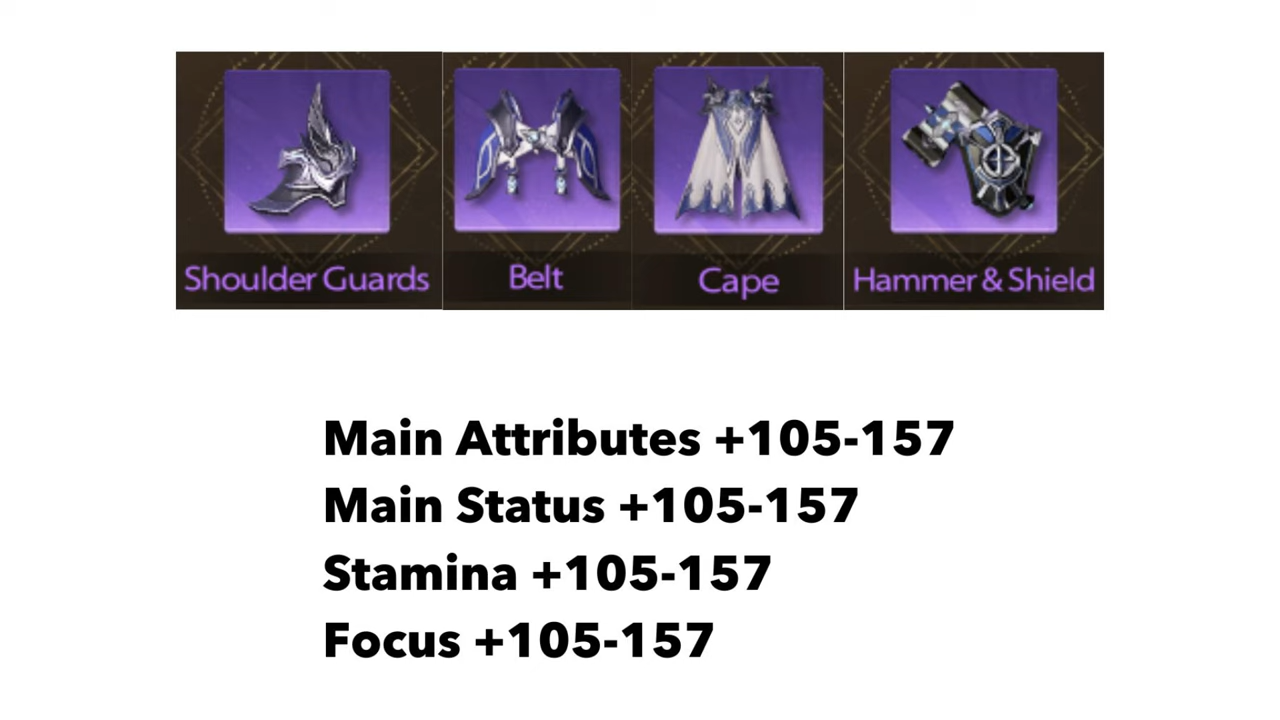 Shoulder Guards
Belt
Cape
Hammer & Shield
Main Attributes +105-157
Main Status +105-157
Stamina +105-157
Focus +105-157